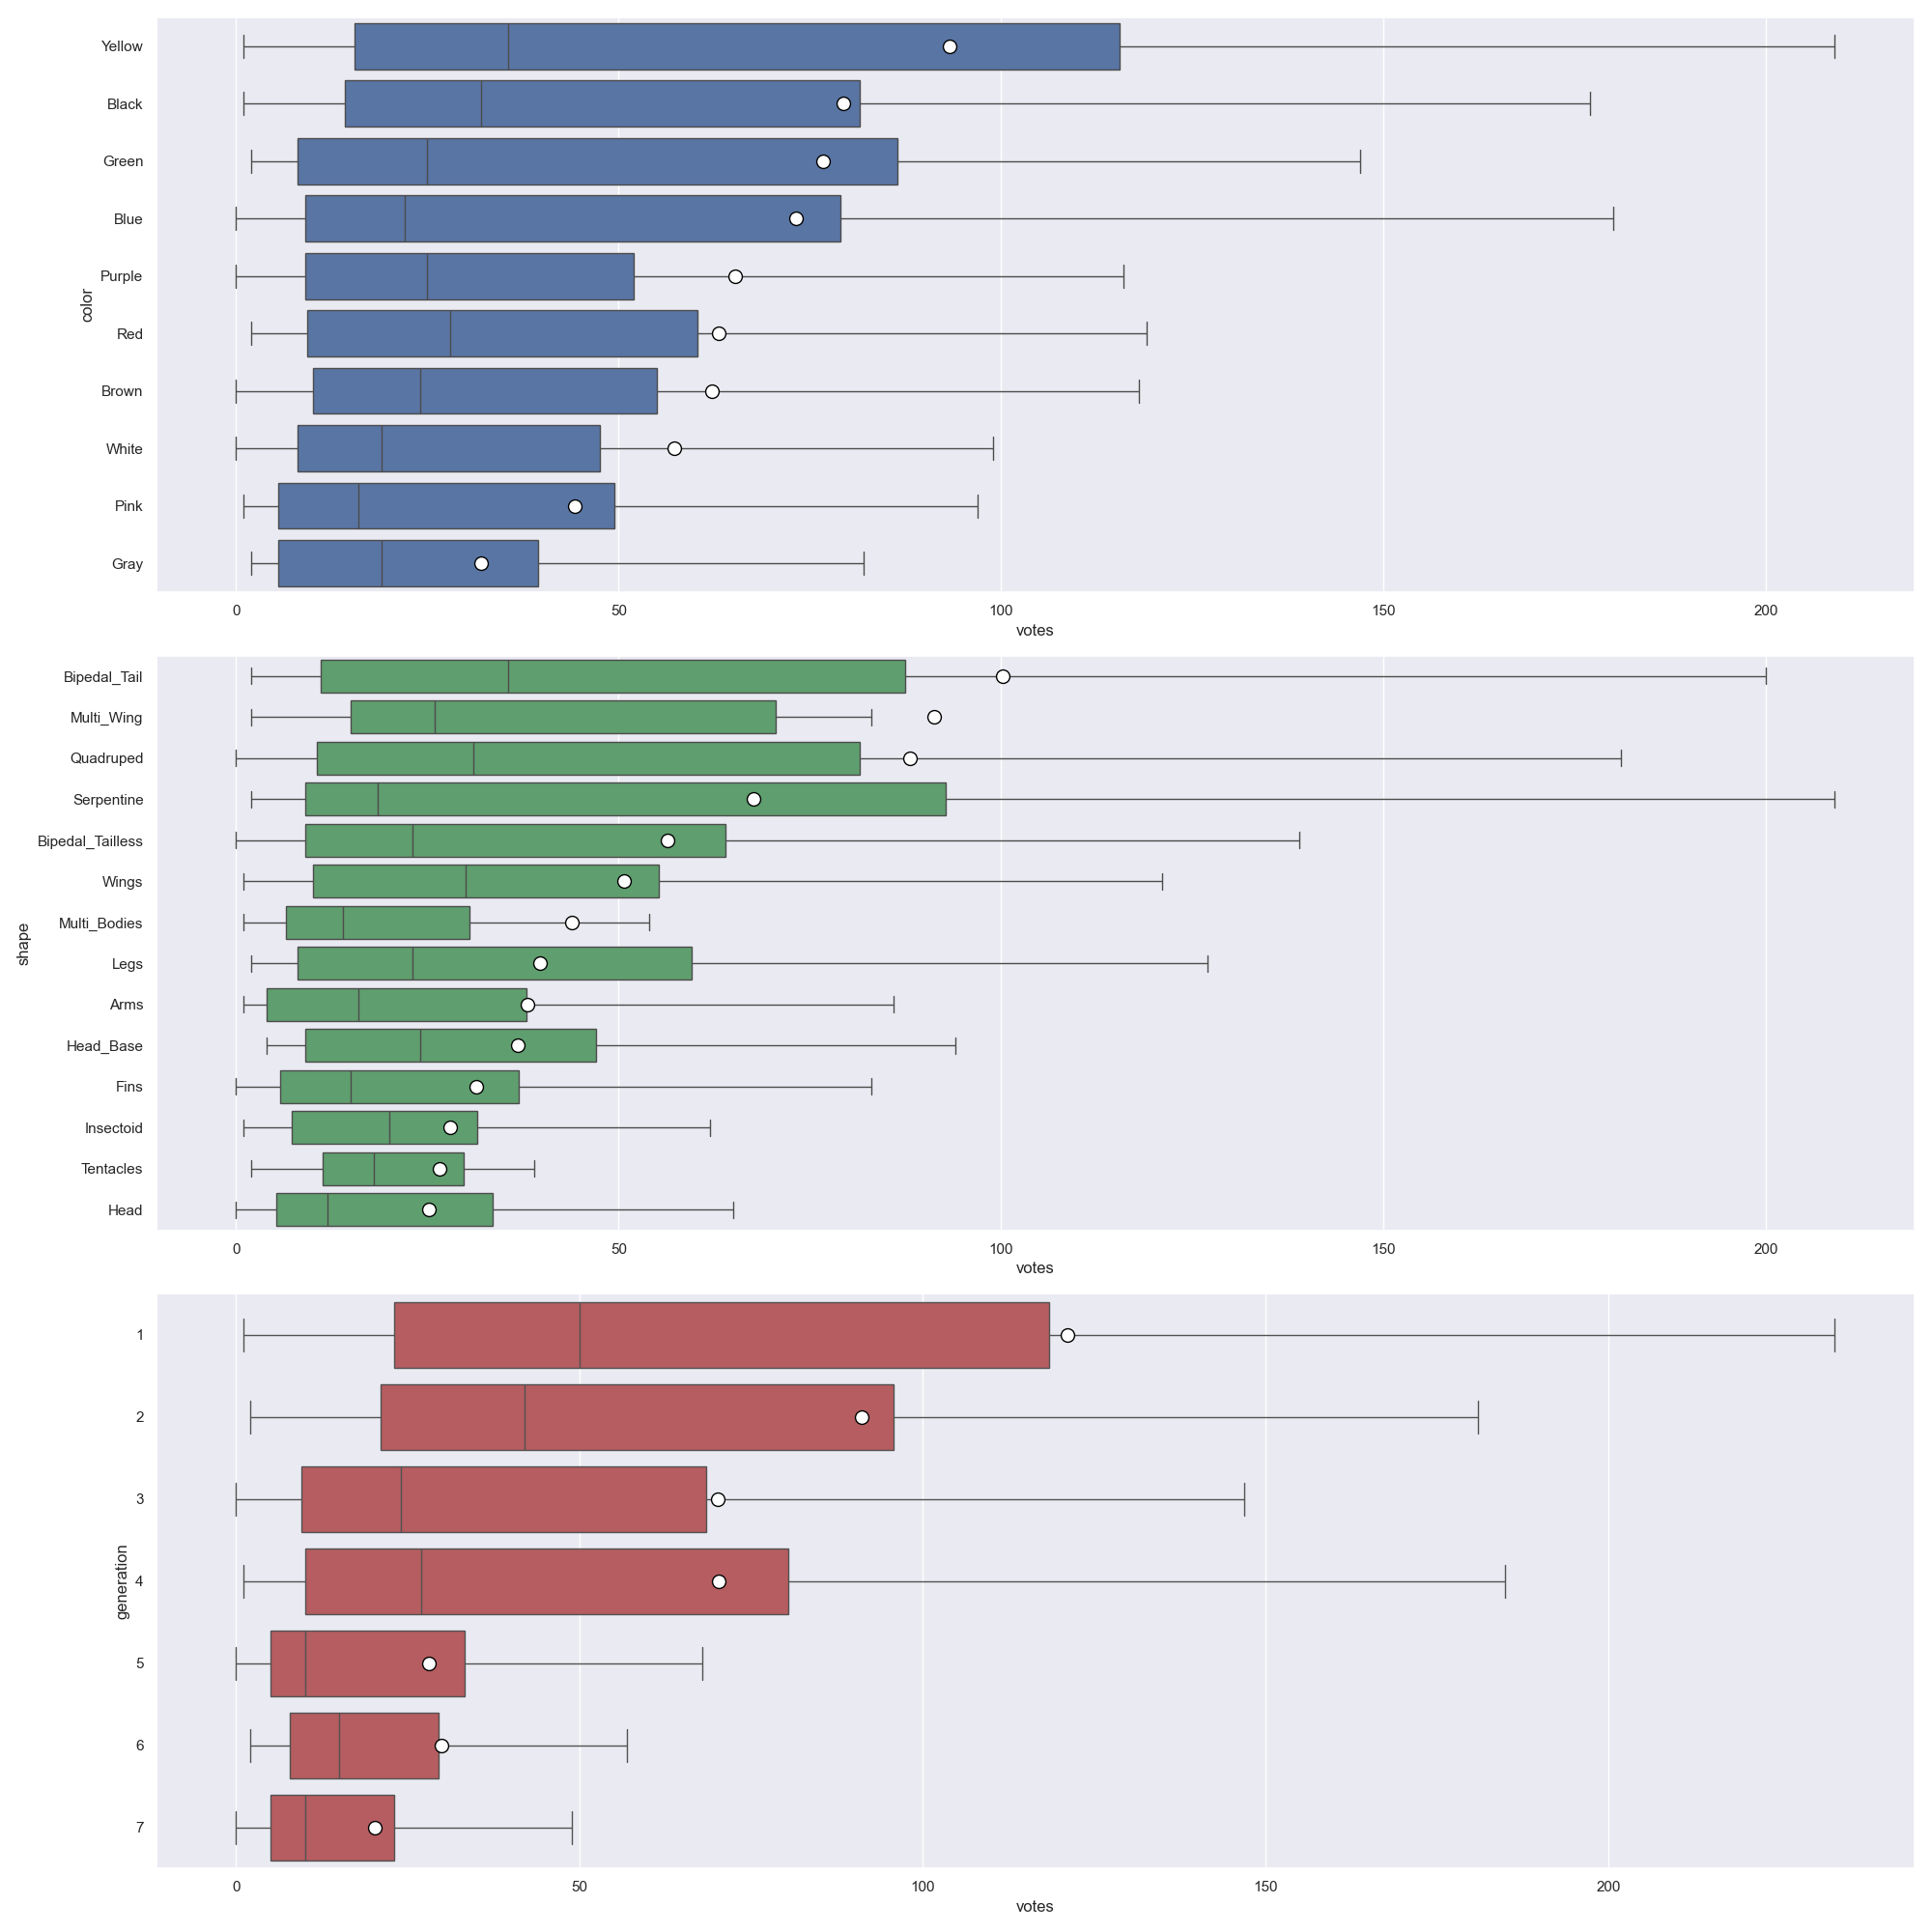 Yellow
Black
Green
Blue
Purple
Red
Brown
White
Pink
Gray
color
0 50 100 150 200
votes
Bipedal_Tail
Multi_Wing
Quadruped
Serpentine
Bipedal_Tailless
Wings
Multi_Bodies
Legs
Arms
Head_Base
Fins
Insectoid
Tentacles
Head
shape
0 50 100 150 200
votes
1
2
3
4
5
6
7
generation
0 50 100 150 200
votes